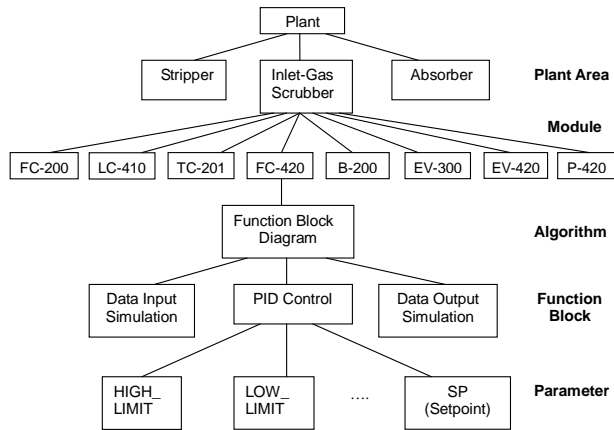 Plant
Stripper
Inlet-Gas
Scrubber
Absorber
Plant Area
Module
FC-200
LC-410
TC-201
FC-420
B-200
EV-300
EV-420
P-420
Function Block
Diagram
Algorithm
Data Input
Simulation
PID Control
Data Output
Simulation
Function
Block
HIGH_
LIMIT
LOW_
LIMIT
....
SP
(Setpoint)
Parameter